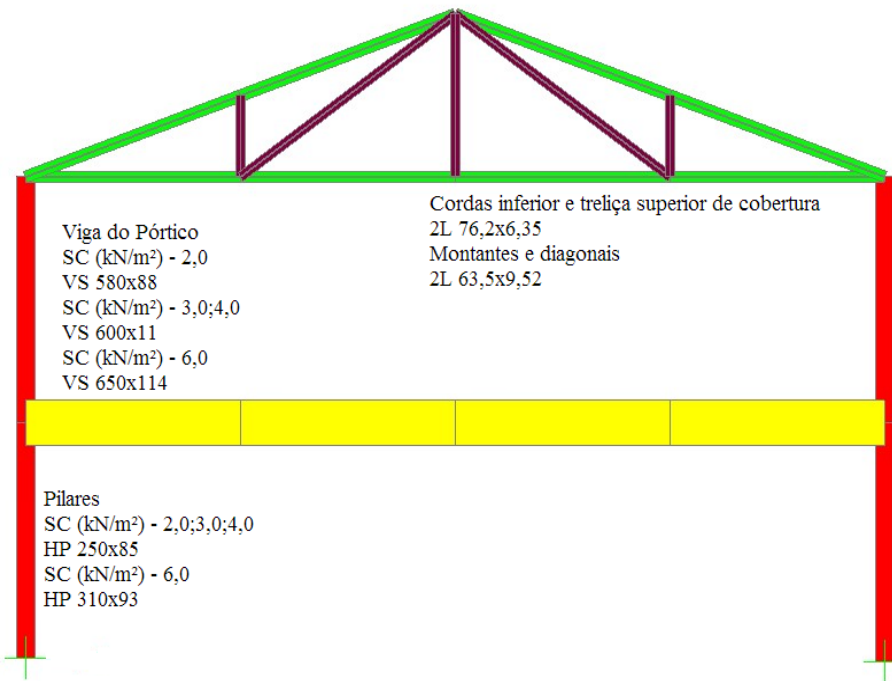 Cordas inferior e treliça superior de cobertura
2L 76,2x6,35
Montantes e diagonais
2L 63,5x9,52
Viga do Pórtico
SC (kN/m²) - 2,0
VS 580x88
SC (kN/m²) - 3,0;4,0
VS 600x11
SC (kN/m²) - 6,0
VS 650x114
Pilares
SC (kN/m²) - 2,0;3,0;4,0
HP 250x85
SC (kN/m²) - 6,0
HP 310x93